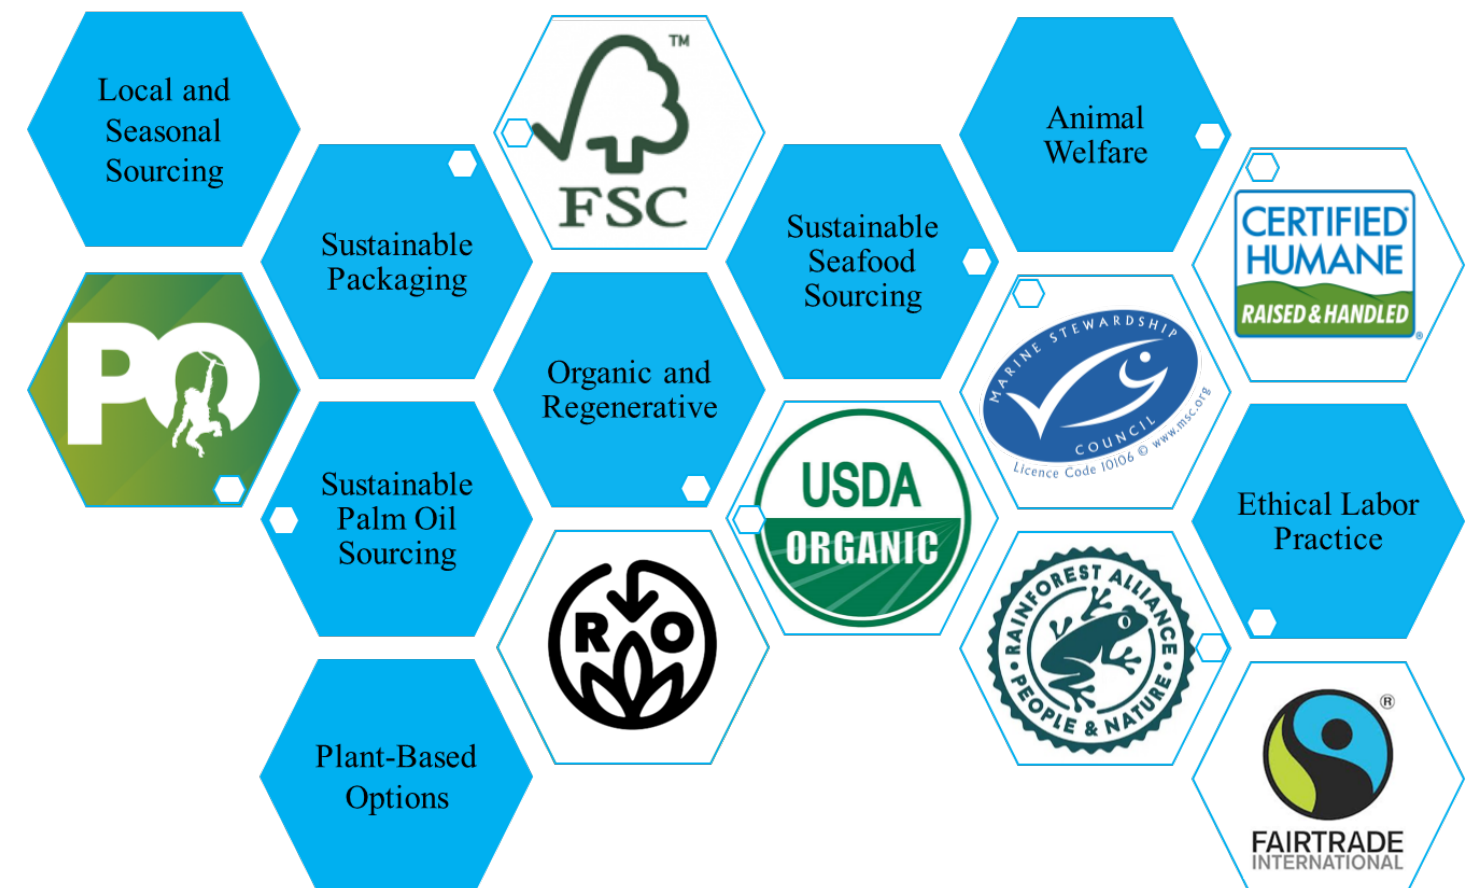 Local and
Seasonal
Sourcing
Sustainable
Packaging
TM
FSC
Animal
Welfare
Sustainable
Seafood
Sourcing
CERTIFIED
HUMANE
RAISED & HANDLED
®
PO
Organic and
Regenerative
MARINE STEWARDSHIP
COUNCIL
www.msc.org
Licence Code 10106 ©
Sustainable
Palm Oil
Sourcing
USDA
ORGANIC
Ethical Labor
Practice
RO
RAINFOREST ALLIANCE
PEOPLE & NATURE
Plant-Based
Options
®
FAIRTRADE
INTERNATIONAL